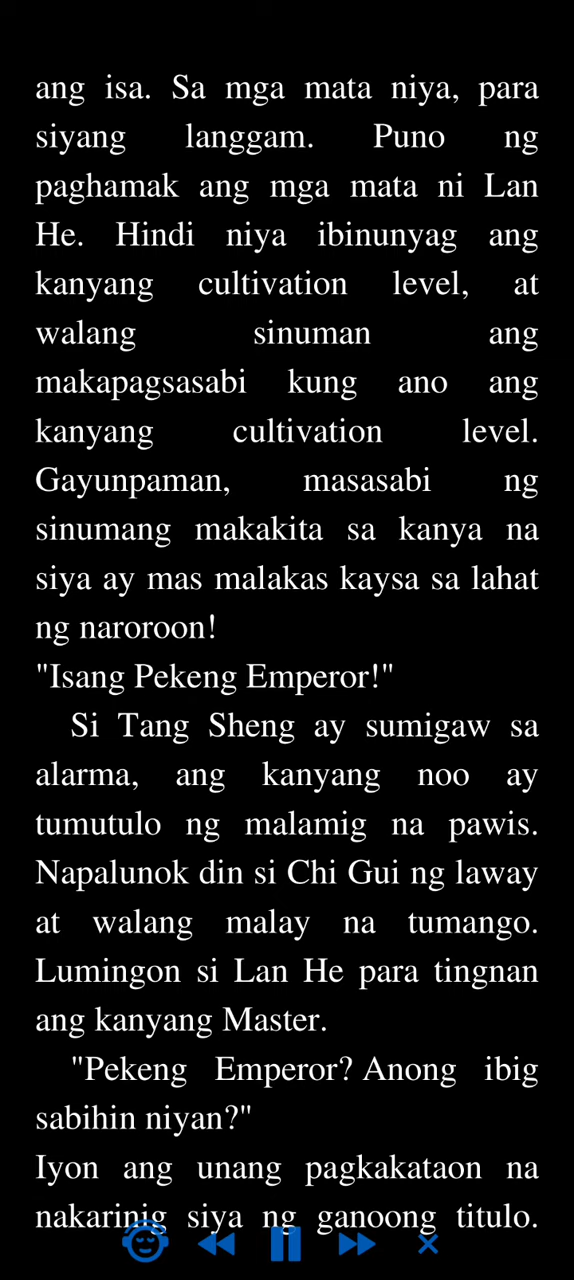 ang isa. Sa mga mata niya, para
siyang langgam. Puno ng
paghamak ang mga mata ni Lan
He. Hindi niya ibinunyag ang
kanyang cultivation level, at
walang sinuman ang
makapagsasabi kung ano ang
kanyang cultivation level.
Gayunpaman, masasabi ng
sinumang makakita sa kanya na
siya ay mas malakas kaysa sa lahat
ng naroroon!
"Isang Pekeng Emperor!"
Si Tang Sheng ay sumigaw sa
alarma, ang kanyang noo ay
tumutulo ng malamig na pawis.
Napalunok din si Chi Gui ng laway
at walang malay na tumango.
Lumingon si Lan He para tingnan
ang kanyang Master.
"Pekeng Emperor? Anong ibig
sabihin niyan?"
Iyon ang unang pagkakataon na
nakarinig siya ng ganoong titulo.